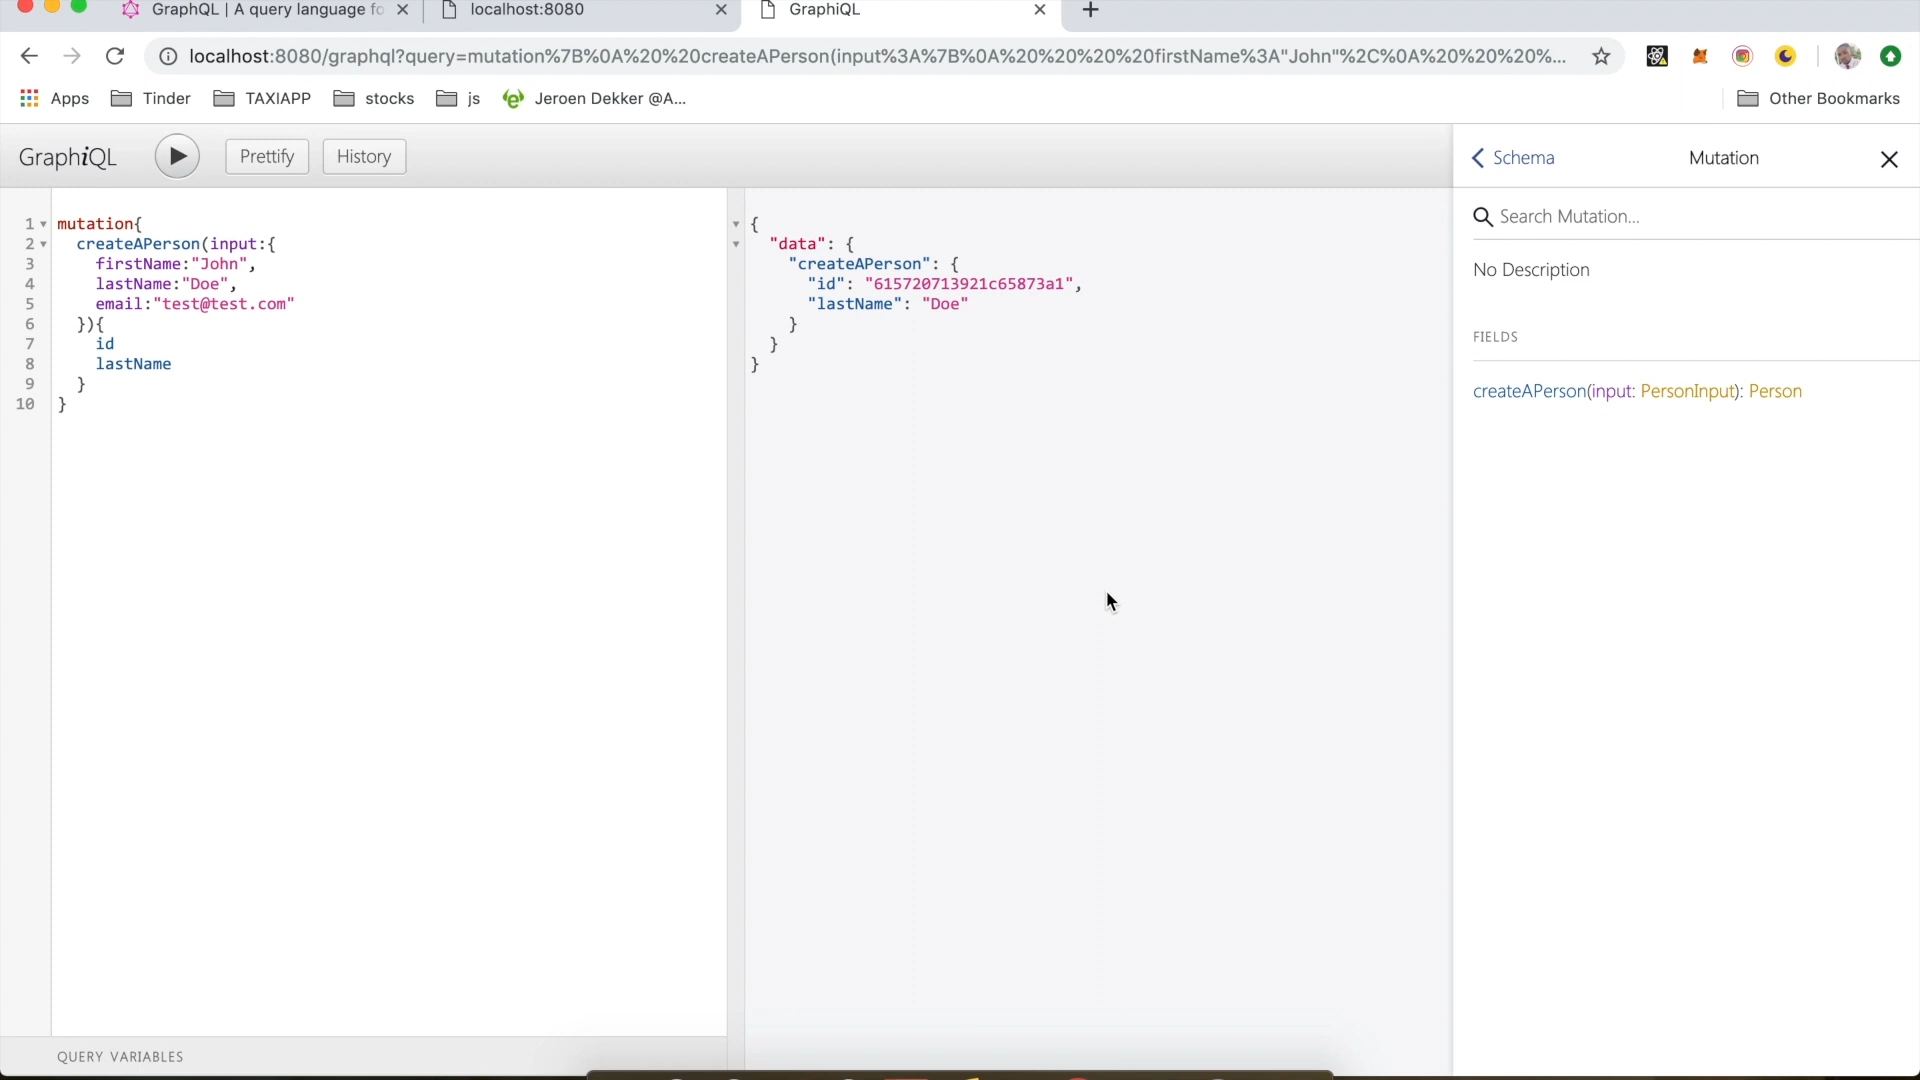 GraphQL | A query language fo
localhost:8080
GraphiQL
localhost:8080/graphql?query=mutation%7B%0A%20%20createAPerson(input%3A%7B%0A%20%20%20%20firstName%3A"John"%2C%0A%20%20%20%...
Apps
Tinder
TAXIAPP
stocks
js
Jeroen Dekker @A...
Other Bookmarks
GraphiQL
Prettify
History
Schema
Mutation
1 mutation{
2 createAPerson(input:{
3 firstName:"John",
4 lastName:"Doe",
5 email:"test@test.com"
6 }){
7 id
8 lastName
9 }
10 }
{
"data": {
"createAPerson": {
"id": "615720713921c65873a1",
"lastName": "Doe"
}
}
}
Search Mutation...
No Description
FIELDS
createAPerson(input: PersonInput): Person
QUERY VARIABLES